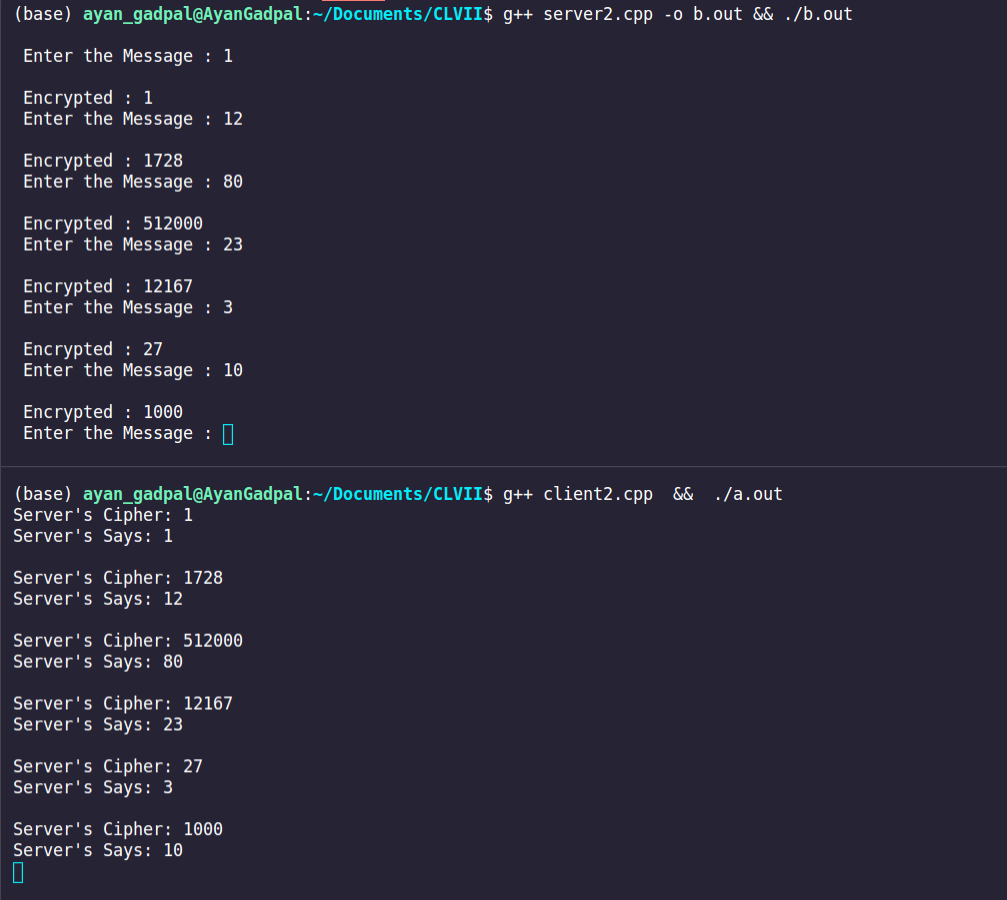 (base) ayan_gadpal@AyanGadpal:~/Documents/CLVII$ g++ server2.cpp -o b.out && ./b.out
Enter the Message : 1
Encrypted : 1
Enter the Message : 12
Encrypted : 1728
Enter the Message : 80
Encrypted : 512000
Enter the Message : 23
Encrypted : 12167
Enter the Message : 3
Encrypted : 27
Enter the Message : 10
Encrypted : 1000
Enter the Message :
(base) ayan_gadpal@AyanGadpal:~/Documents/CLVII$ g++ client2.cpp  &&  ./a.out
Server's Cipher: 1
Server's Says: 1
Server's Cipher: 1728
Server's Says: 12
Server's Cipher: 512000
Server's Says: 80
Server's Cipher: 12167
Server's Says: 23
Server's Cipher: 27
Server's Says: 3
Server's Cipher: 1000
Server's Says: 10